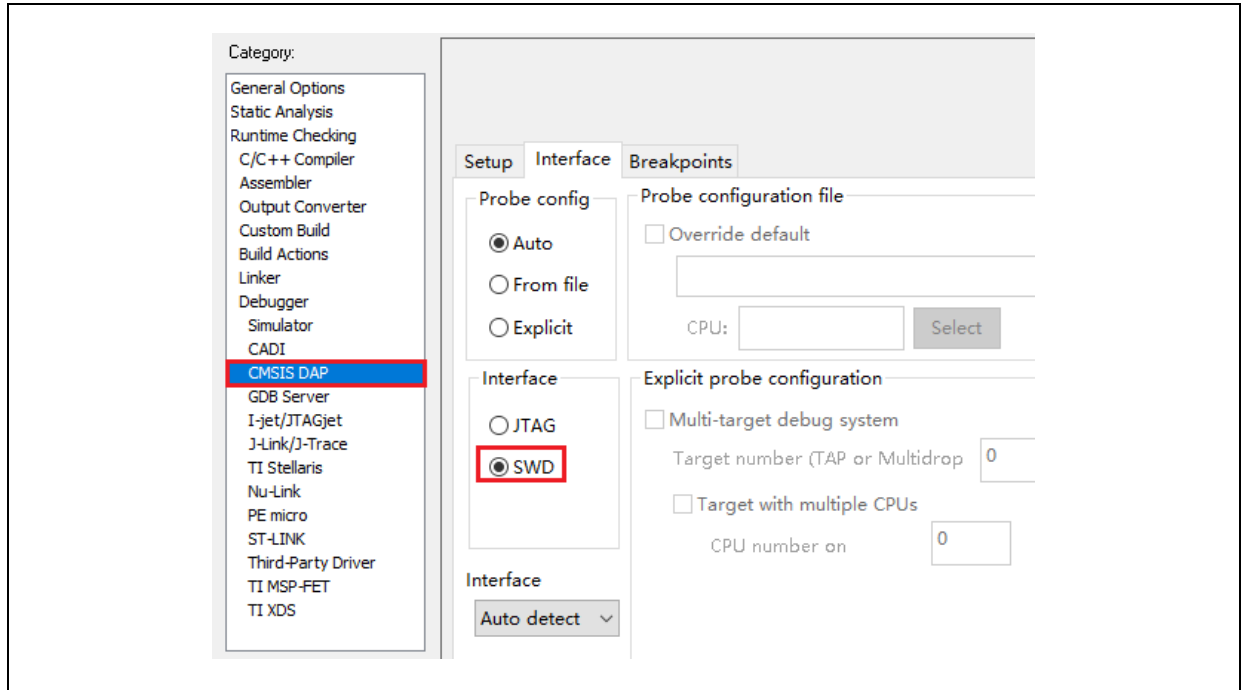 Category:
General Options
Static Analysis
Runtime Checking
C/C++ Compiler
Assembler
Output Converter
Custom Build
Build Actions
Linker
Debugger
Simulator
CADI
CMSIS DAP
GDB Server
I-jet/JTAGjet
J-Link/J-Trace
TI Stellaris
Nu-Link
PE micro
ST-LINK
Third-Party Driver
TI MSP-FET
TI XDS
Setup Interface Breakpoints
Probe config
Auto
From file
Explicit
Probe configuration file
Override default
CPU: Select
Interface
JTAG
SWD
Explicit probe configuration
Multi-target debug system
Target number (TAP or Multidrop 0
Target with multiple CPUs
CPU number on 0
Interface
Auto detect